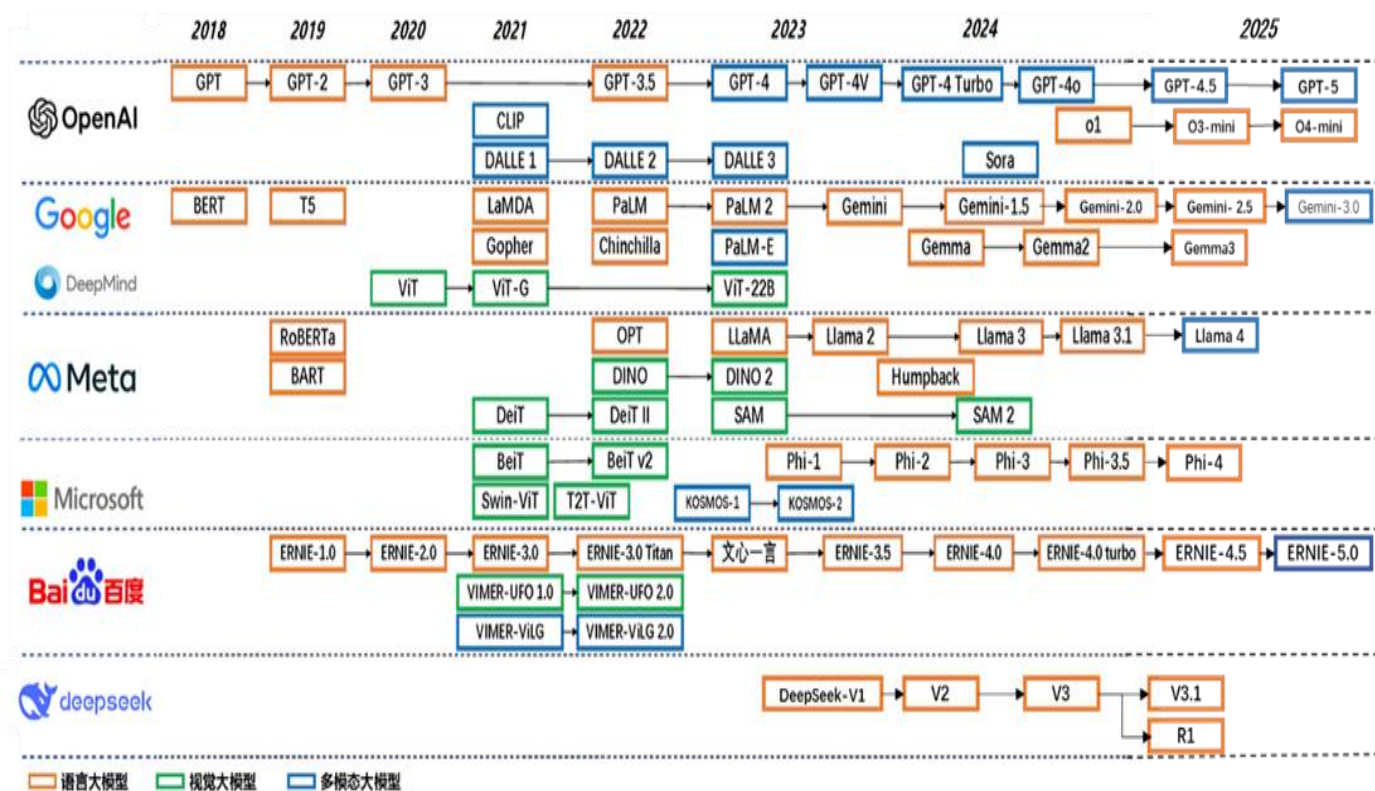 2018 2019 2020 2021 2022 2023 2024 2025
GPT GPT-2 GPT-3 GPT-3.5 GPT-4 GPT-4V GPT-4 Turbo GPT-4o GPT-4.5 GPT-5
OpenAI
CLIP o1 O3-mini O4-mini
DALLE 1 DALLE 2 DALLE 3 Sora
Google
BERT T5 LaMDA PaLM PaLM 2 Gemini Gemini-1.5 Gemini-2.0 Gemini- 2.5 Gemini-3.0
Gopher Chinchilla PaLM-E Gemma Gemma2 Gemma3
DeepMind
ViT ViT-G ViT-22B
RoBERTa OPT LLaMA Llama 2 Llama 3 Llama 3.1 Llama 4
Meta
BART DINO DINO 2 Humpback
DeiT DeiT II SAM SAM 2
BeiT BeiT v2 Phi-1 Phi-2 Phi-3 Phi-3.5 Phi-4
Microsoft
Swin-ViT T2T-ViT KOSMOS-1 KOSMOS-2
ERNIE-1.0 ERNIE-2.0 ERNIE-3.0 ERNIE-3.0 Titan 文心一言 ERNIE-3.5 ERNIE-4.0 ERNIE-4.0 turbo ERNIE-4.5 ERNIE-5.0
Bai du 百度
VIMER-UFO 1.0 VIMER-UFO 2.0
VIMER-ViLG VIMER-ViLG 2.0
deepseek
DeepSeek-V1 V2 V3 V3.1
R1
语言大模型 视觉大模型 多模态大模型